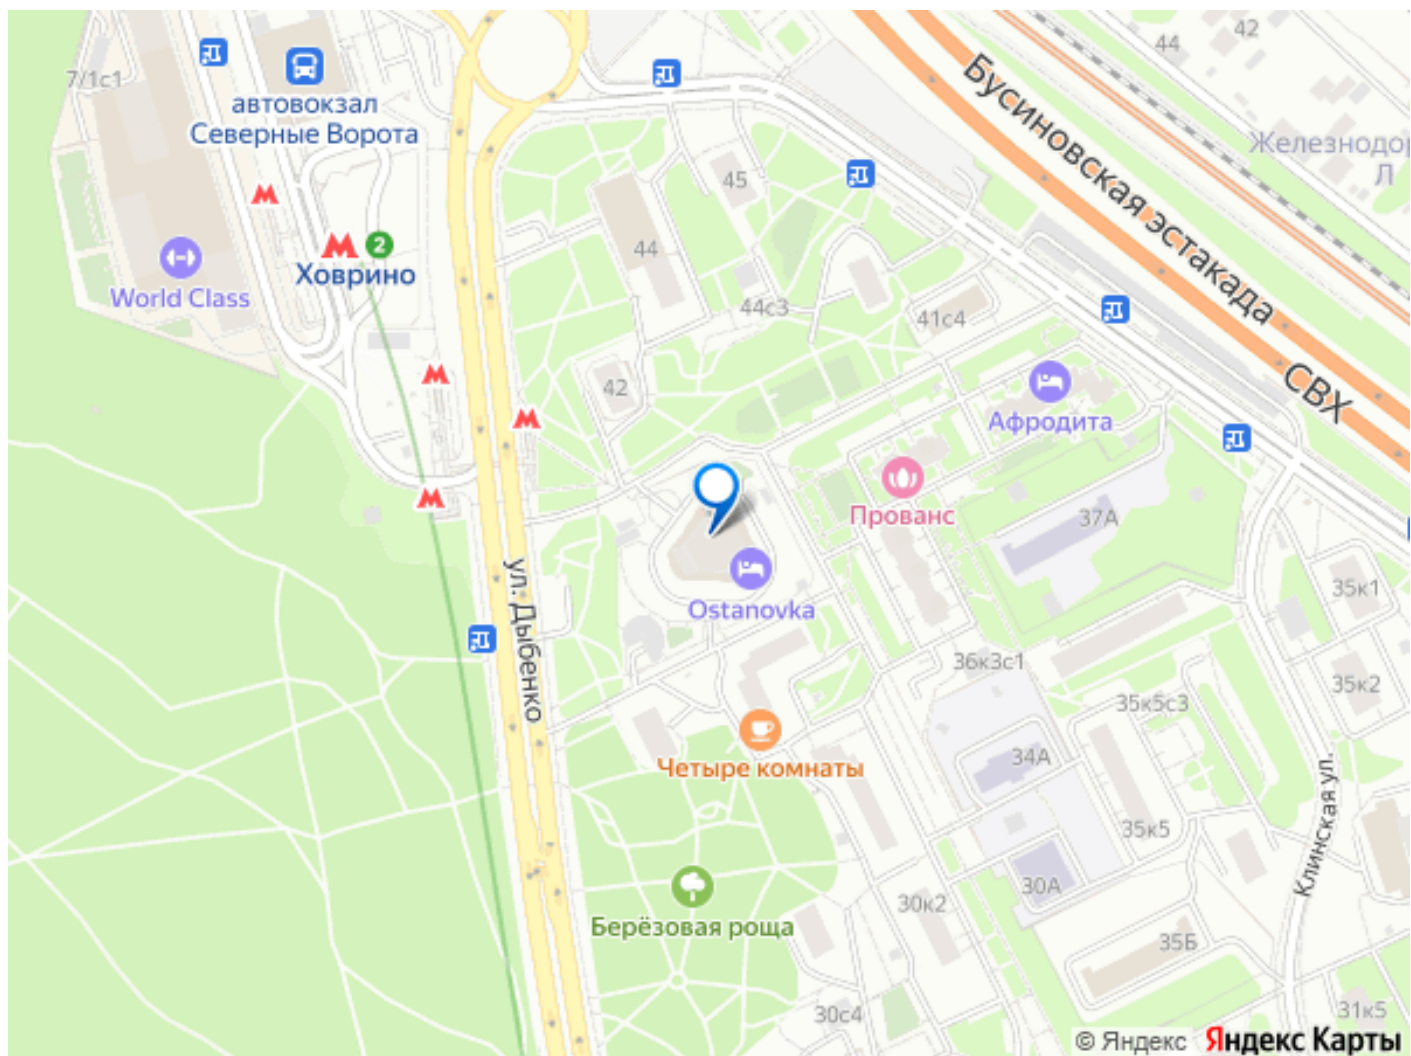 44
42
7/1с1
автовокзал
Северные Ворота
Бусиновская эстакада
Железнодор
Л
45
44
2
Ховрино
World Class
44с3
41с4
СВХ
42
Афродита
Прованс
37А
ул. Дыбенко
Ostanovka
35к1
36к3с1
35к2
35к5с3
Четыре комнаты
34А
Клинская ул.
35к5
30А
30к2
Берёзовая роща
35Б
30с4
31к5
© Яндекс Яндекс Карты